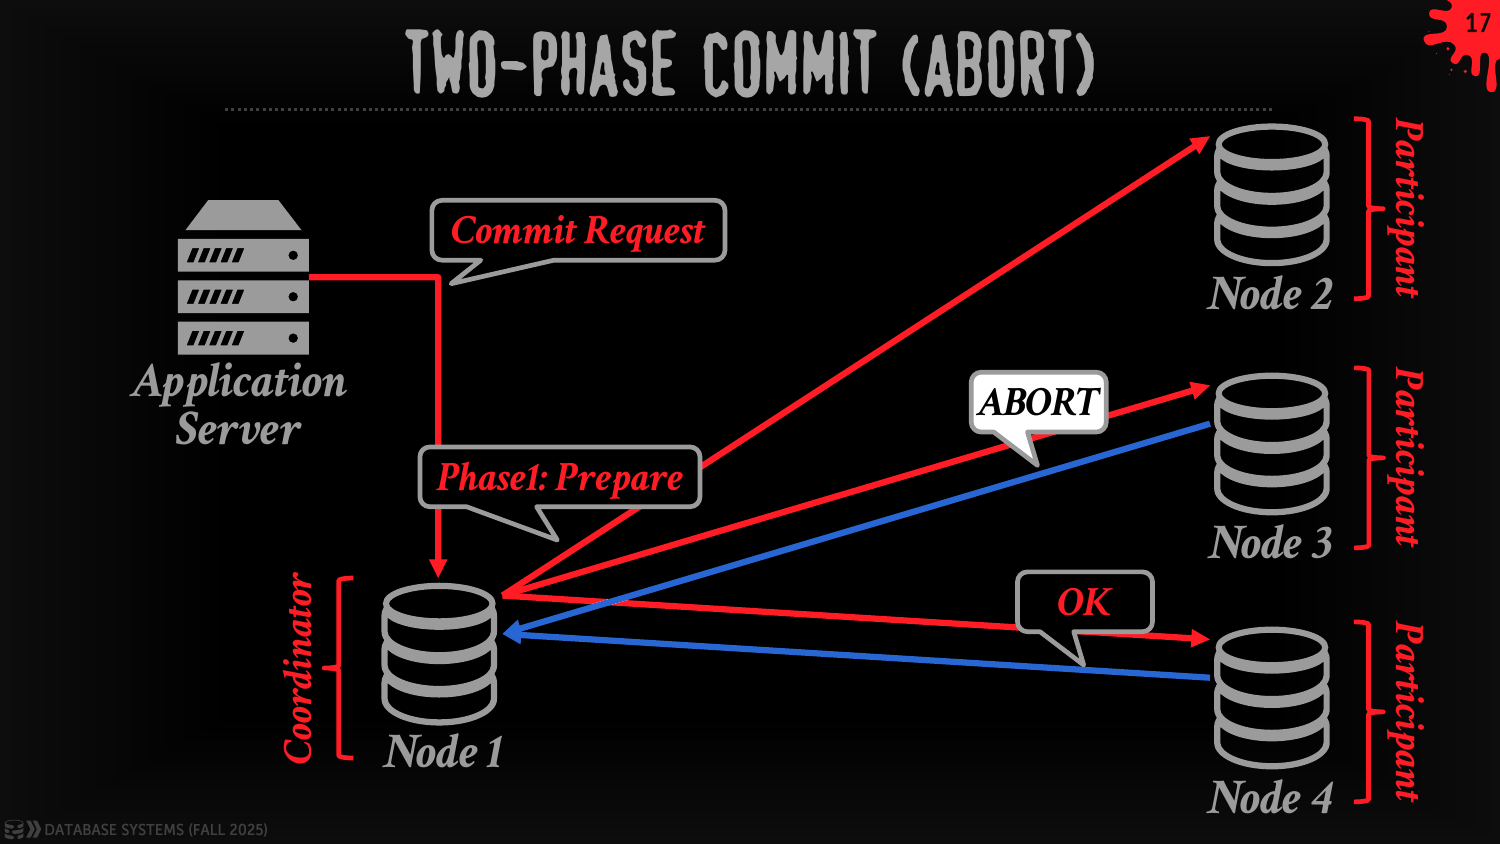 17
TWO-PHASE COMMIT (ABORT)
Commit Request
Application
Server
Phase1: Prepare
Coordinator
Node 1
ABORT
OK
Node 2
Participant
Node 3
Participant
Node 4
Participant
DATABASE SYSTEMS (FALL 2025)